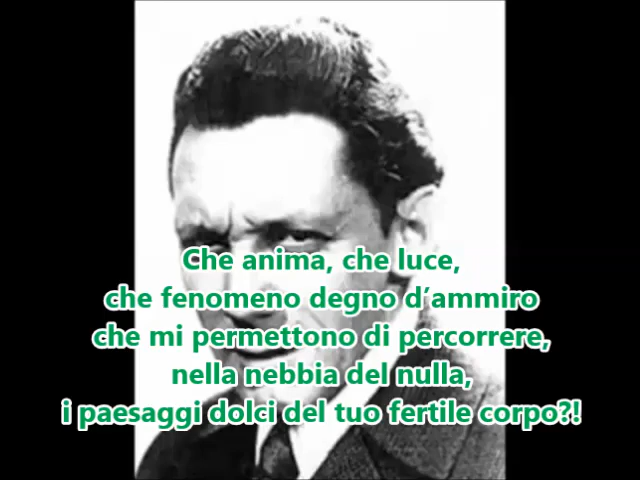 Che anima, che luce,
che fenomeno degno d’ammiro
che mi permettono di percorrere,
nella nebbia del nulla,
i paesaggi dolci del tuo fertile corpo?!